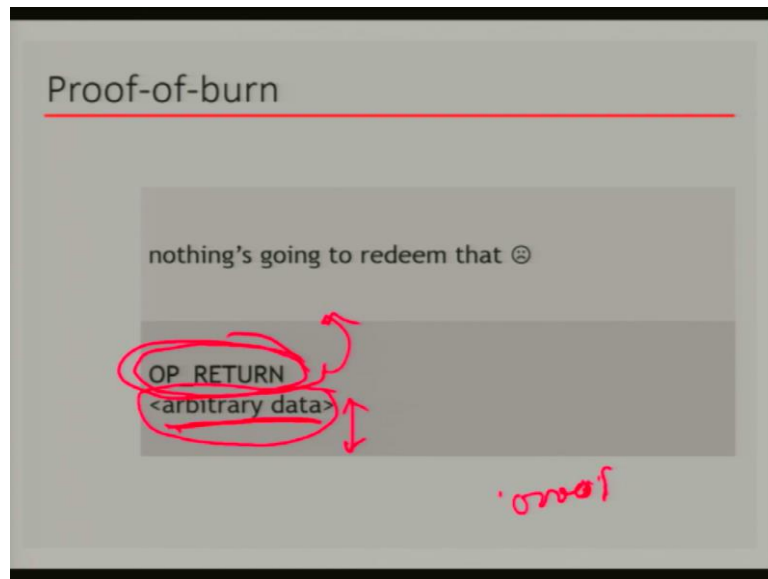 Proof-of-burn
nothing's going to redeem that ☹
OP_RETURN
<arbitrary data>